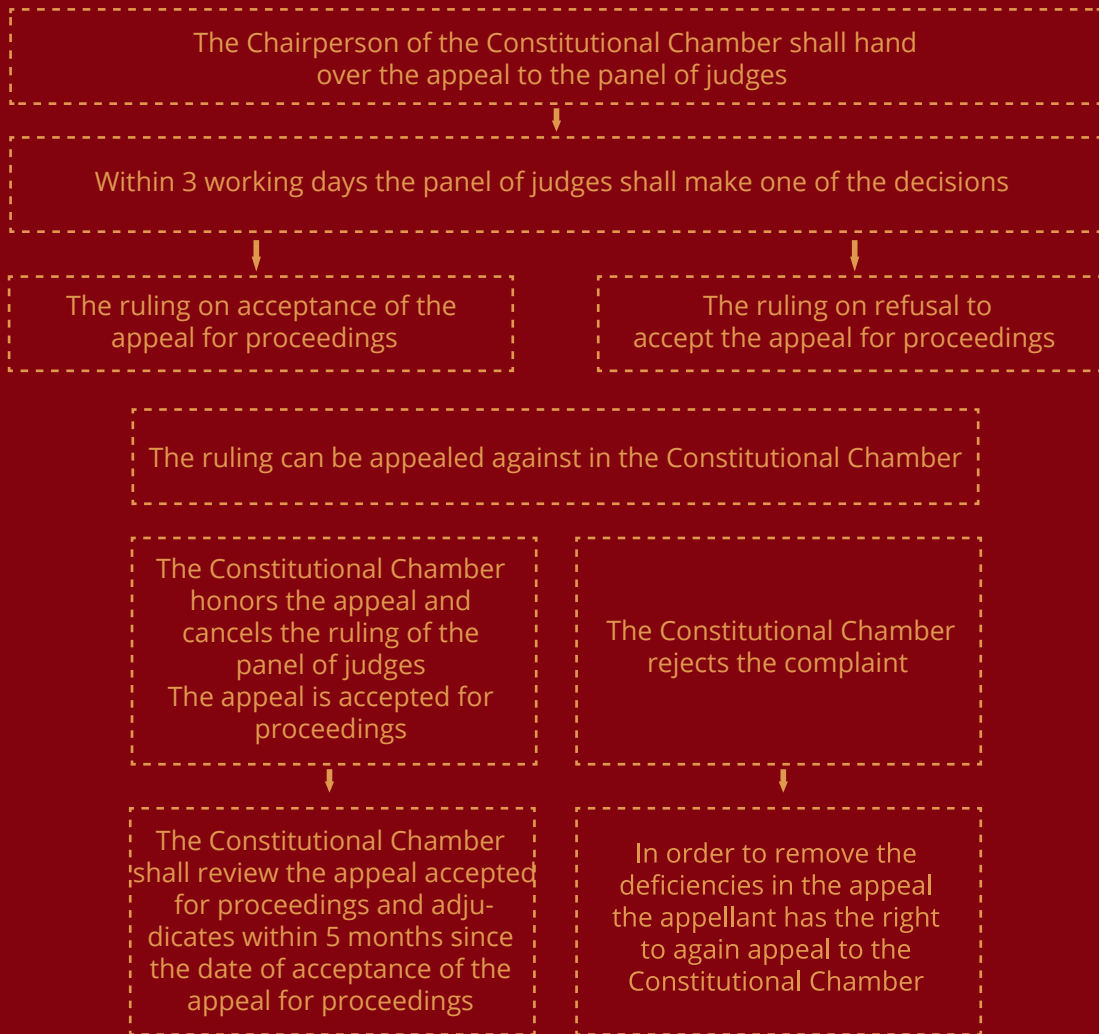 The Chairperson of the Constitutional Chamber shall hand
over the appeal to the panel of judges
Within 3 working days the panel of judges shall make one of the decisions
The ruling on acceptance of the
appeal for proceedings
The ruling on refusal to
accept the appeal for proceedings
The ruling can be appealed against in the Constitutional Chamber
The Constitutional Chamber
honors the appeal and
cancels the ruling of the
panel of judges
The appeal is accepted for
proceedings
The Constitutional Chamber
rejects the complaint
The Constitutional Chamber
shall review the appeal accepted
for proceedings and adju-
dicates within 5 months since
the date of acceptance of the
appeal for proceedings
In order to remove the
deficiencies in the appeal
the appellant has the right
to again appeal to the
Constitutional Chamber